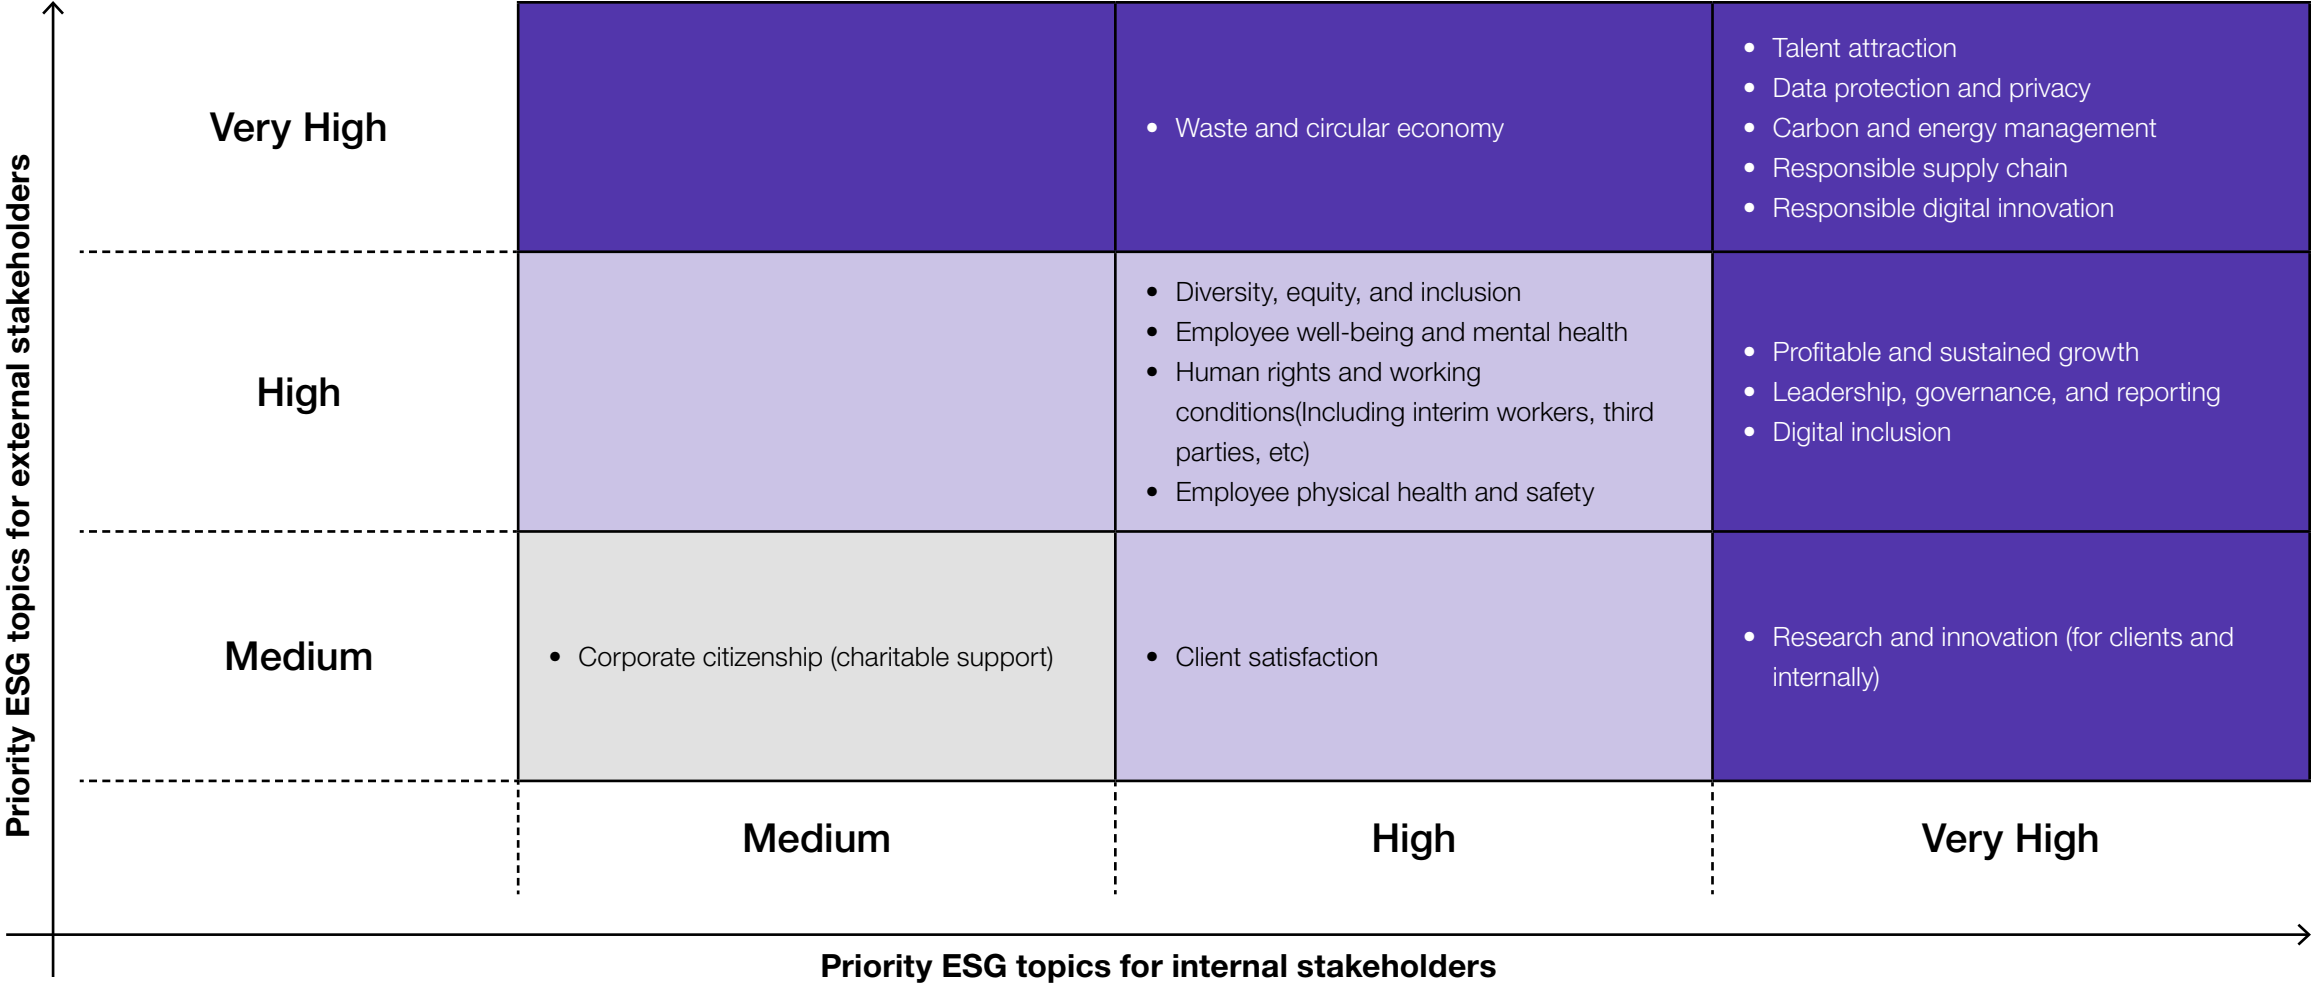 Priority ESG topics for external stakeholders
Very High
• Waste and circular economy
• Talent attraction
• Data protection and privacy
• Carbon and energy management
• Responsible supply chain
• Responsible digital innovation
High
• Diversity, equity, and inclusion
• Employee well-being and mental health
• Human rights and working
conditions(Including interim workers, third
parties, etc)
• Employee physical health and safety
• Profitable and sustained growth
• Leadership, governance, and reporting
• Digital inclusion
Medium
• Corporate citizenship (charitable support)
• Client satisfaction
• Research and innovation (for clients and
internally)
Medium
High
Very High
Priority ESG topics for internal stakeholders